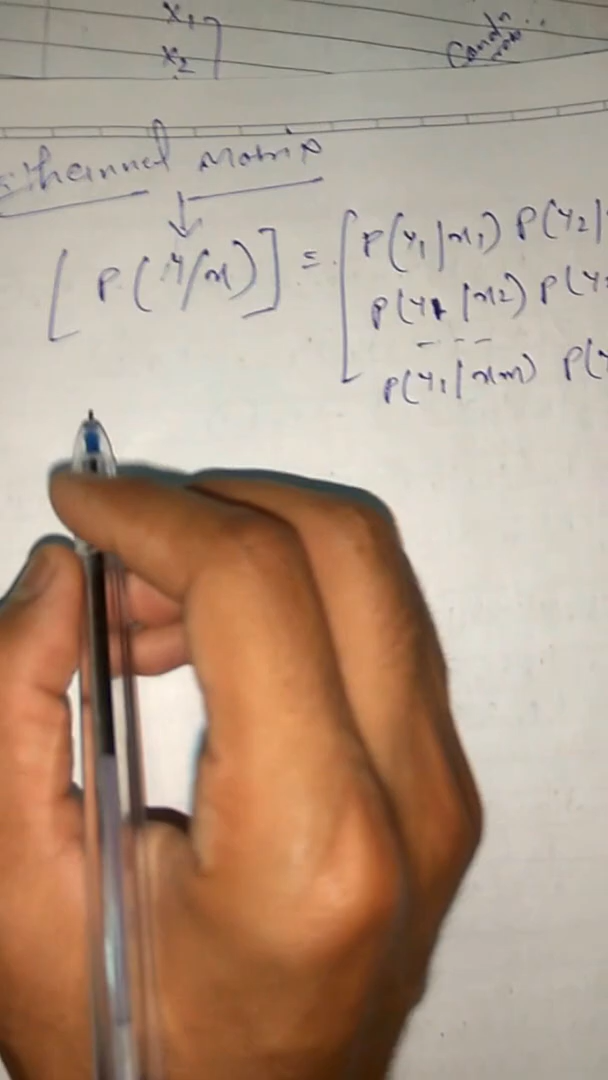 x1
x2
Channel Matrix
[P(Y/x)] = [P(y1|x1) P(y2|
P(y1|x2) P(y
- - -
P(y1|xm) P(y